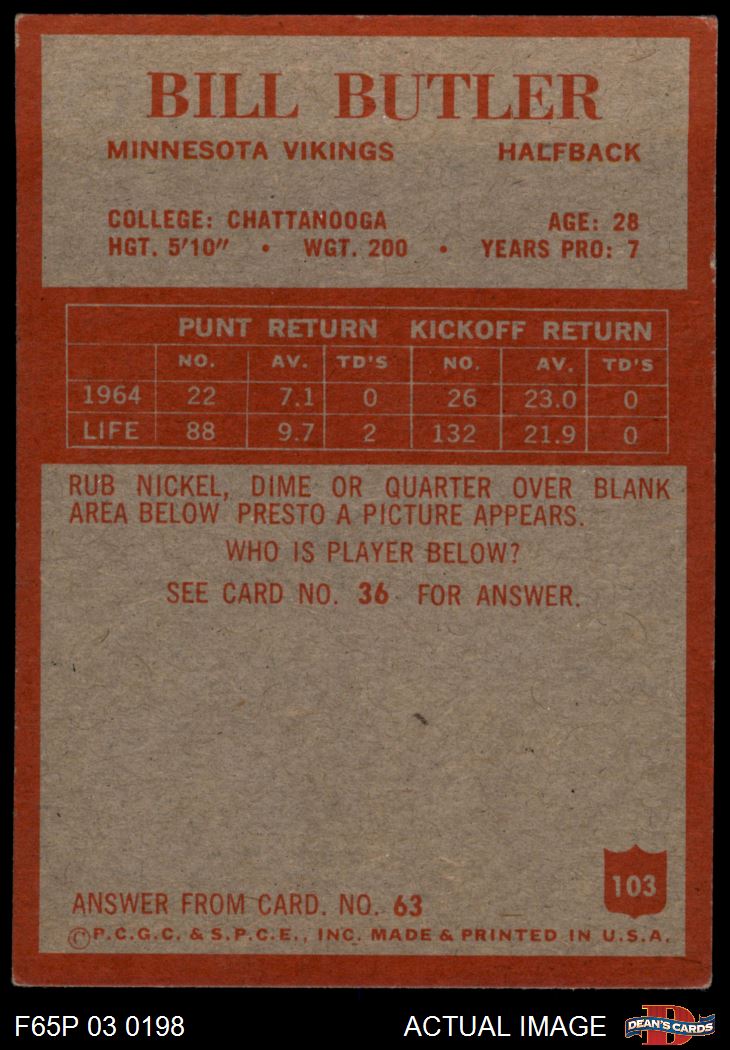 BILL BUTLER
MINNESOTA VIKINGS HALFBACK
COLLEGE: CHATTANOOGA AGE: 28
HGT. 5'10" • WGT. 200 • YEARS PRO: 7
PUNT RETURN KICKOFF RETURN
NO. AV. TD'S NO. AV. TD'S
1964 22 7.1 0 26 23.0 0
LIFE 88 9.7 2 132 21.9 0
RUB NICKEL, DIME OR QUARTER OVER BLANK
AREA BELOW PRESTO A PICTURE APPEARS.
WHO IS PLAYER BELOW?
SEE CARD NO. 36 FOR ANSWER.
103
ANSWER FROM CARD. NO. 63
©P.C.G.C. & S.P.C.E., INC. MADE & PRINTED IN U.S.A.
F65P 03 0198 ACTUAL IMAGE D DEAN'S CARDS